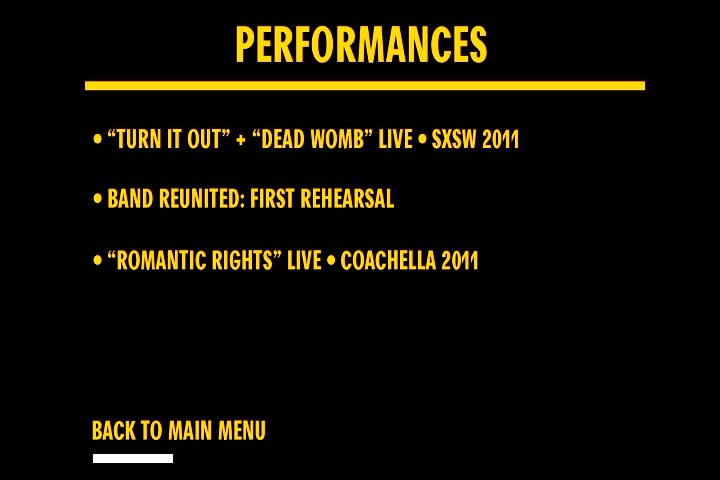 PERFORMANCES
• “TURN IT OUT” + “DEAD WOMB” LIVE • SXSW 2011
• BAND REUNITED: FIRST REHEARSAL
• “ROMANTIC RIGHTS” LIVE • COACHELLA 2011
BACK TO MAIN MENU